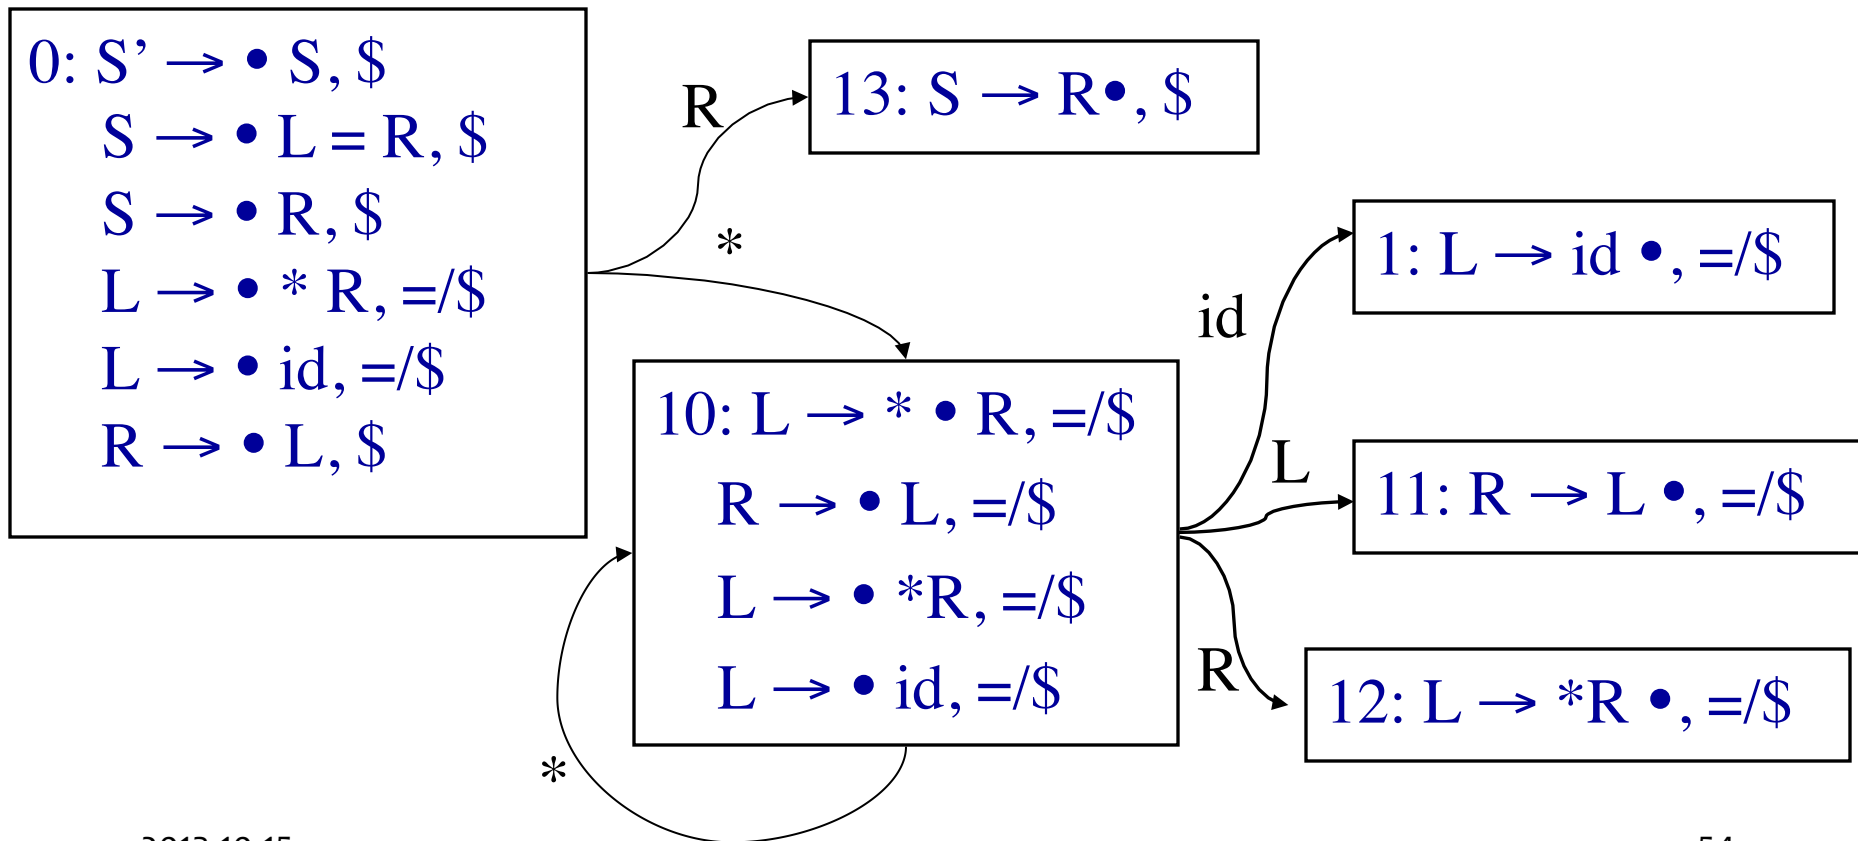 0: S’ → • S, $
S → • L = R, $
S → • R, $
L → • * R, =/$
L → • id, =/$
R → • L, $
R
13: S → R•, $
*
10: L → * • R, =/$
R → • L, =/$
L → • *R, =/$
L → • id, =/$
*
id
1: L → id •, =/$
L
11: R → L •, =/$
R
12: L → *R •, =/$